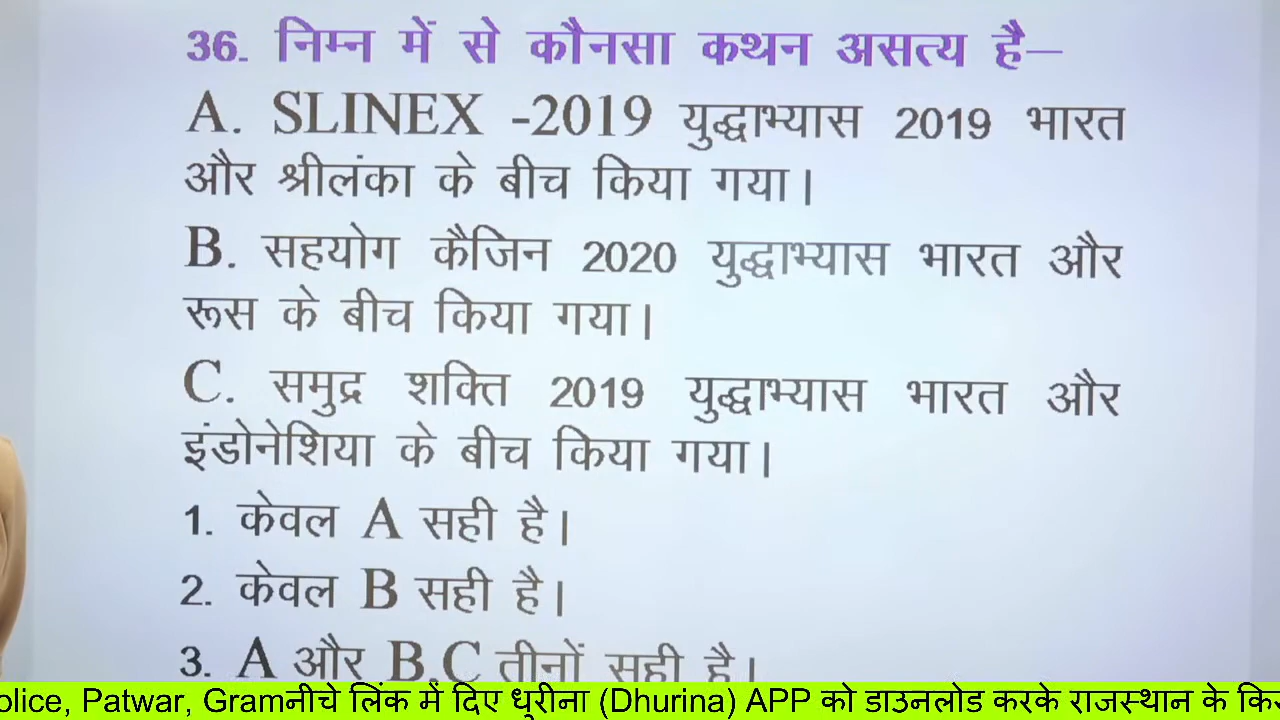 36. निम्न में से कौनसा कथन असत्य है–
A. SLINEX -2019 युद्धाभ्यास 2019 भारत
और श्रीलंका के बीच किया गया।
B. सहयोग कैजिन 2020 युद्धाभ्यास भारत और
रूस के बीच किया गया।
C. समुद्र शक्ति 2019 युद्धाभ्यास भारत और
इंडोनेशिया के बीच किया गया।
1. केवल A सही है।
2. केवल B सही है।
3. A और B.C तीनों सही है।
olice, Patwar, Gramनीचे लिंक में दिए धुरीना (Dhurina) APP को डाउनलोड करके राजस्थान के